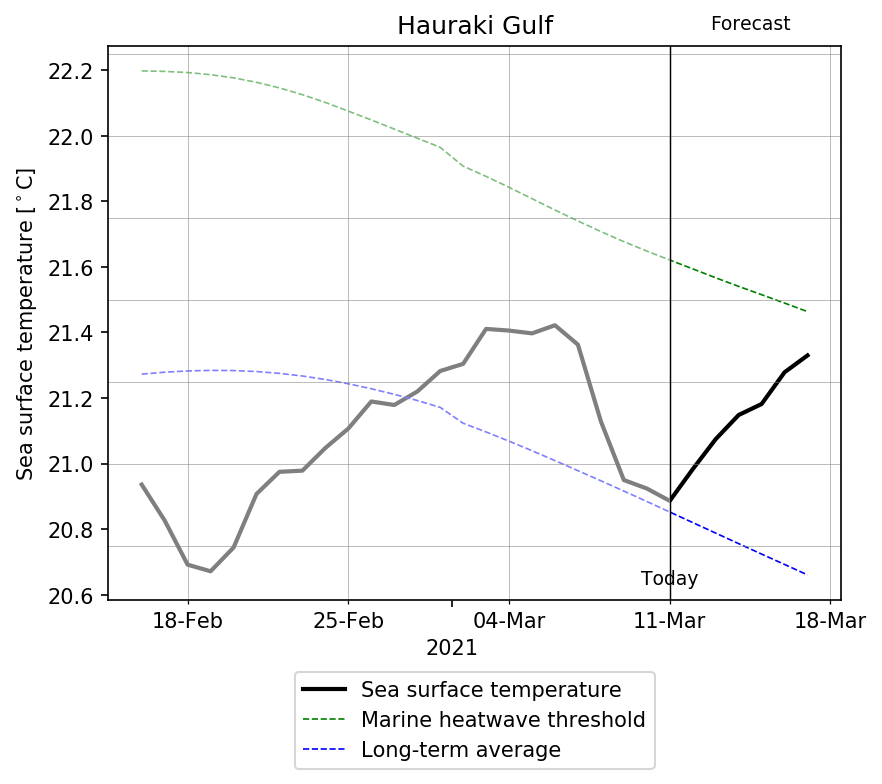 Hauraki Gulf
Forecast
Sea surface temperature [°C]
22.2
22.0
21.8
21.6
21.4
21.2
21.0
20.8
20.6
Today
18-Feb 25-Feb 04-Mar 11-Mar 18-Mar
2021
Sea surface temperature
Marine heatwave threshold
Long-term average